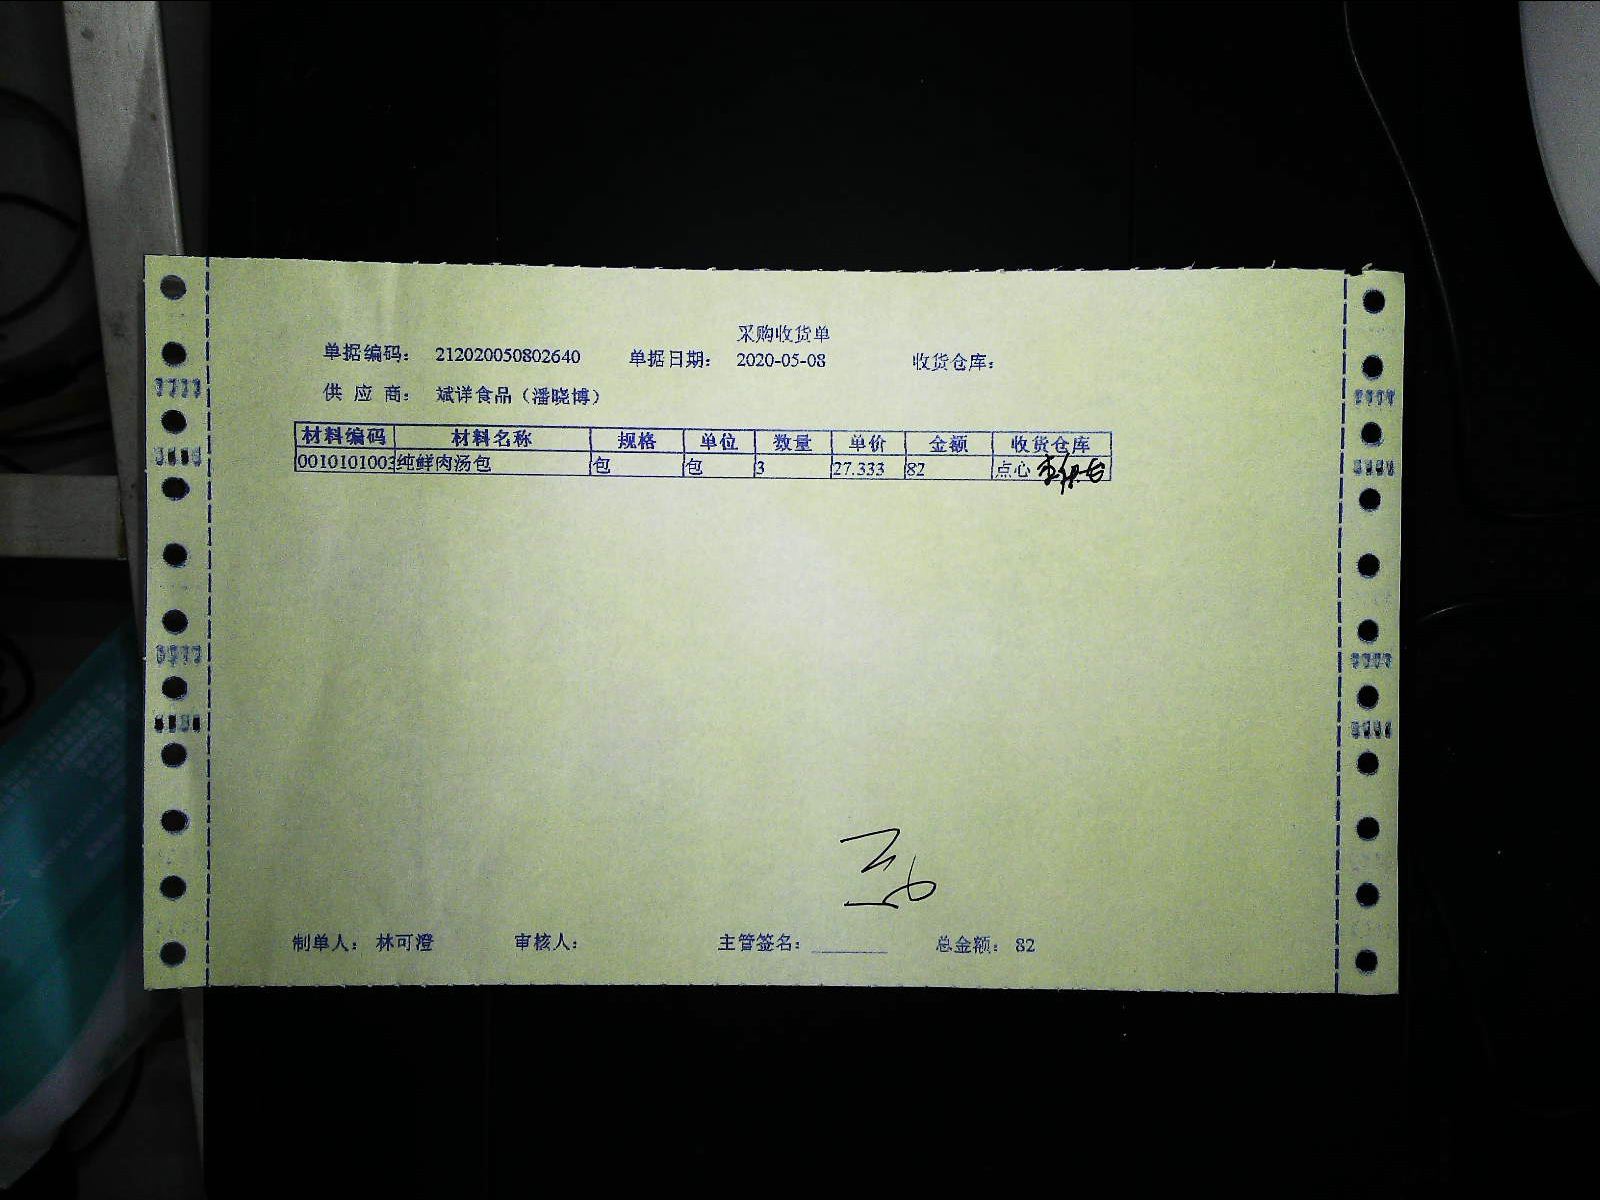 采购收货单
单据编码： 212020050802640 单据日期： 2020-05-08 收货仓库：
供 应 商： 斌详食品（潘晓博）
材料编码 材料名称 规格 单位 数量 单价 金额 收货仓库
0010101003 纯鲜肉汤包 包 包 3 27.333 82 点心
制单人： 林可澄 审核人： 主管签名： 总金额： 82